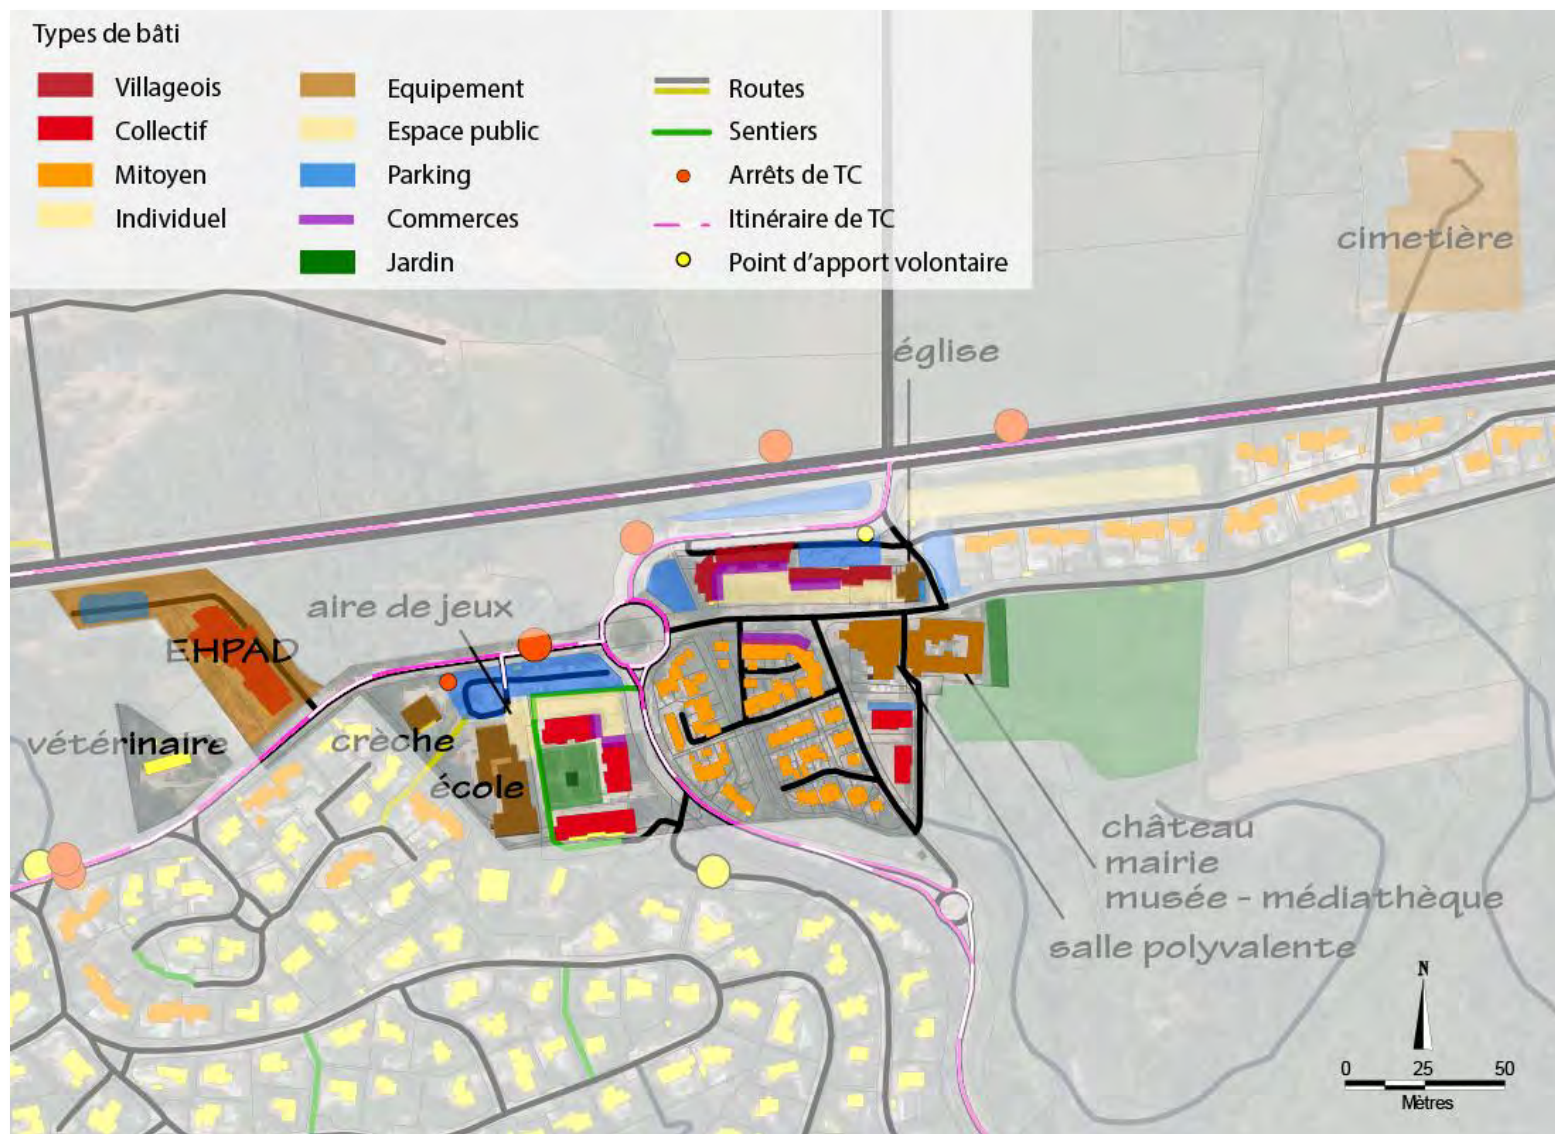 Types de bâti
Villageois
Collectif
Mitoyen
Individuel
Equipement
Espace public
Parking
Commerces
Jardin
Routes
Sentiers
Arrêts de TC
Itinéraire de TC
Point d'apport volontaire
cimetière
église
aire de jeux
EHPAD
vétérinaire
crèche
école
château
mairie
musée - médiathèque
salle polyvalente
N
0 25 50
Mètres